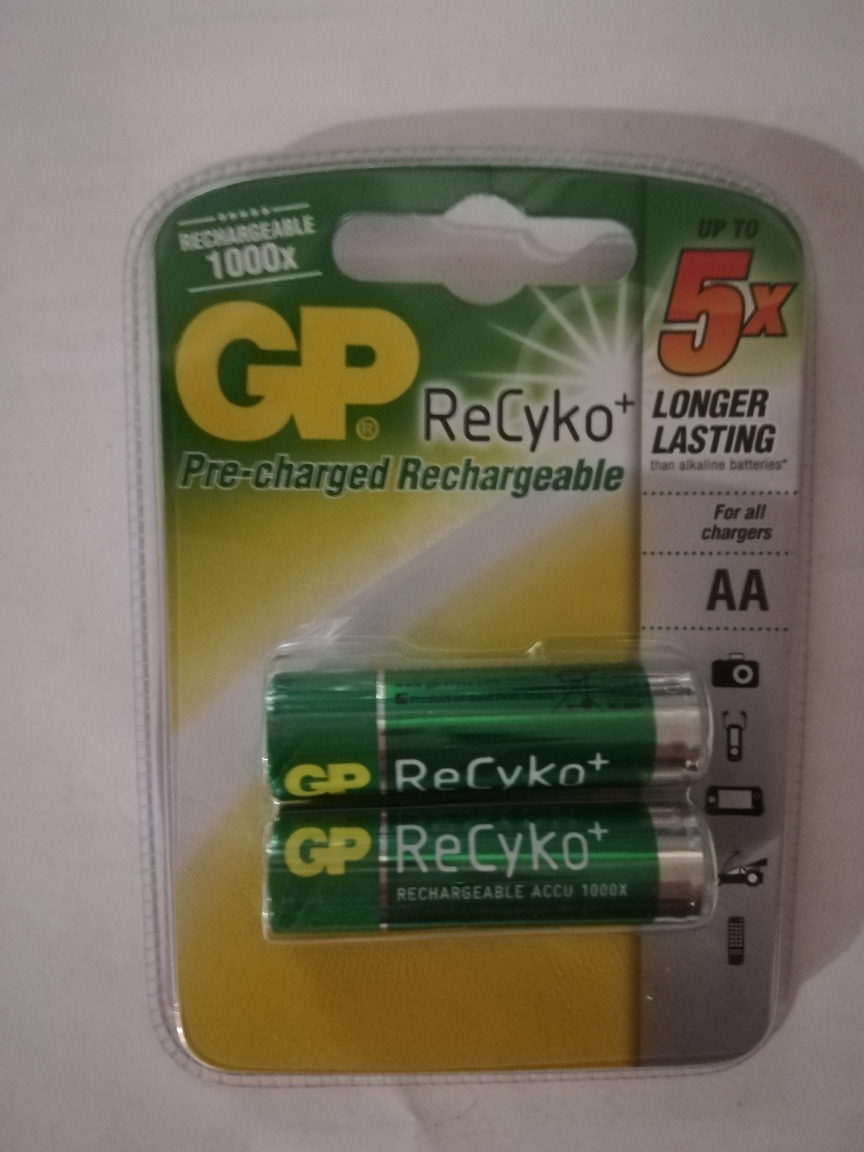 RECHARGEABLE
1000x
UP TO
5x
GP®
ReCyko+
LONGER
LASTING
than alkaline batteries*
Pre-charged Rechargeable
For all
chargers
AA
GP ReCyko+
GP ReCyko+
RECHARGEABLE ACCU 1000X